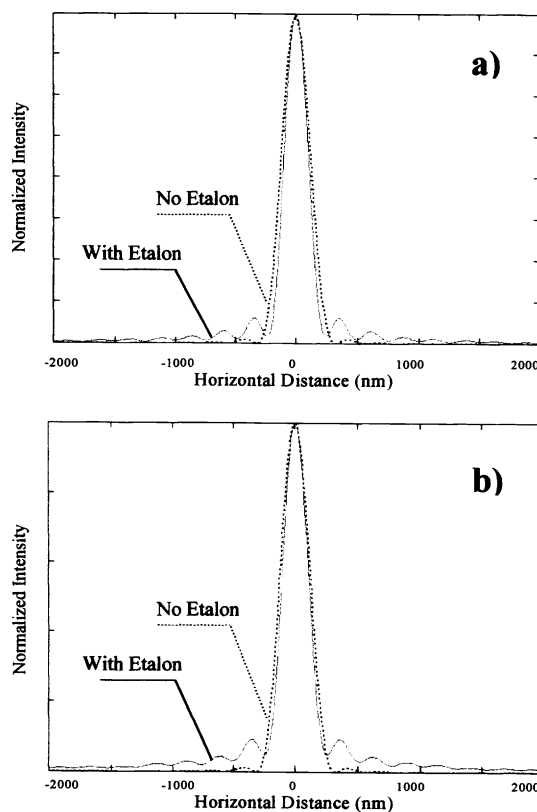 a)
Normalized Intensity
No Etalon
With Etalon
-2000 -1000 0 1000 2000
Horizontal Distance (nm)
b)
Normalized Intensity
No Etalon
With Etalon
-2000 -1000 0 1000 2000
Horizontal Distance (nm)